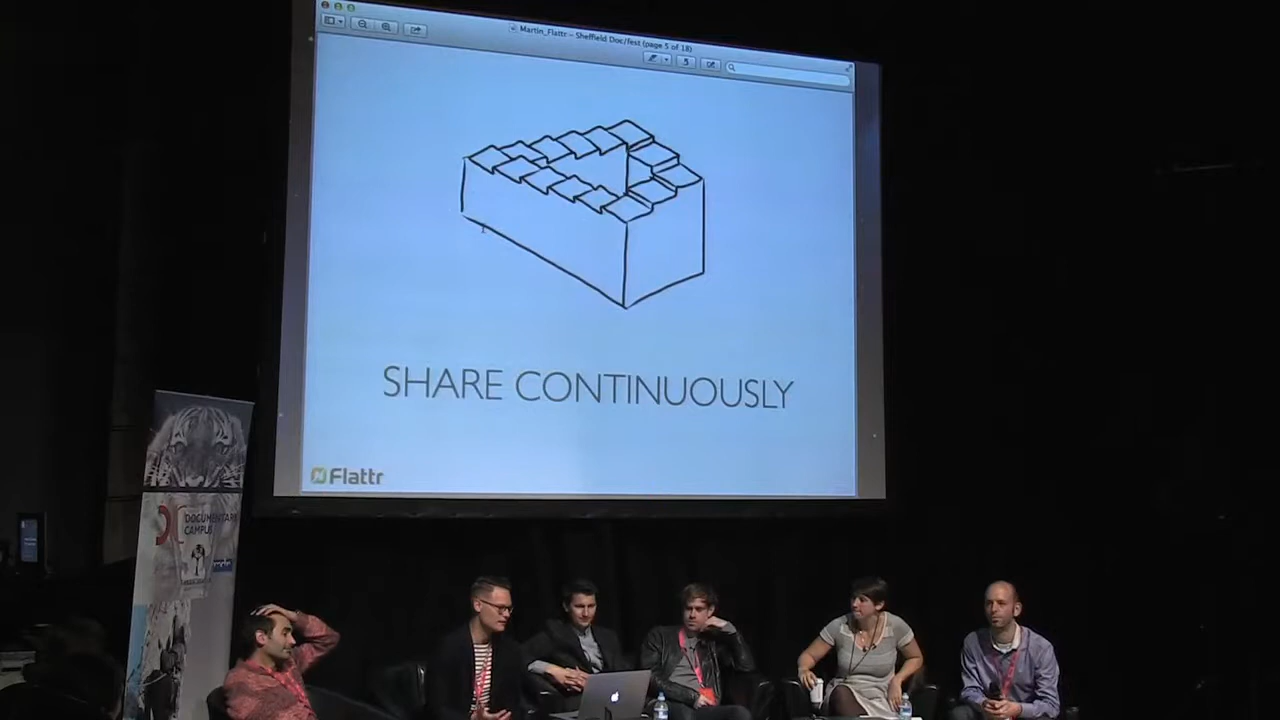 Martin_Flattr – Sheffield Doc/fest (page 5 of 18)
SHARE CONTINUOUSLY
Flattr
DOCUMENTARY
CAMPUS